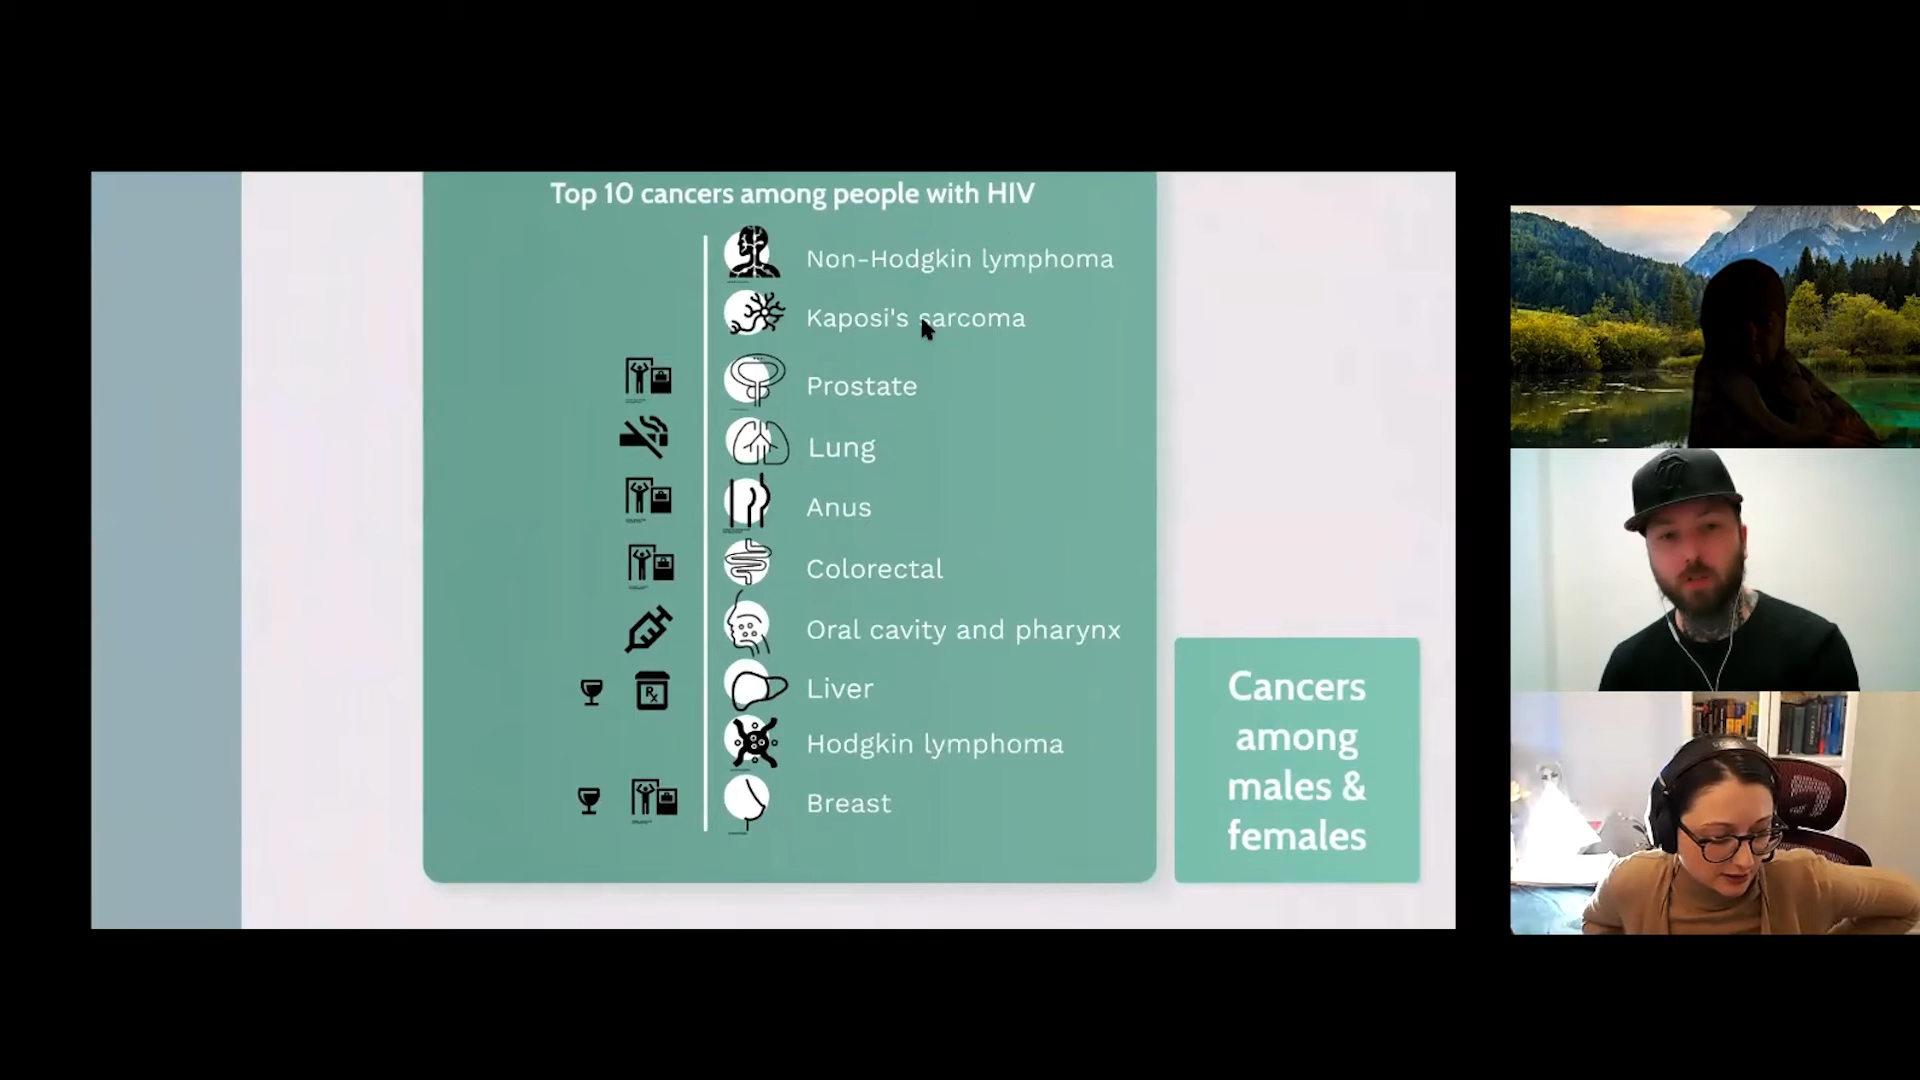 Top 10 cancers among people with HIV
Non-Hodgkin lymphoma
Kaposi's sarcoma
Prostate
Lung
Anus
Colorectal
Oral cavity and pharynx
Liver
Hodgkin lymphoma
Breast
Rx
Cancers
among
males &
females